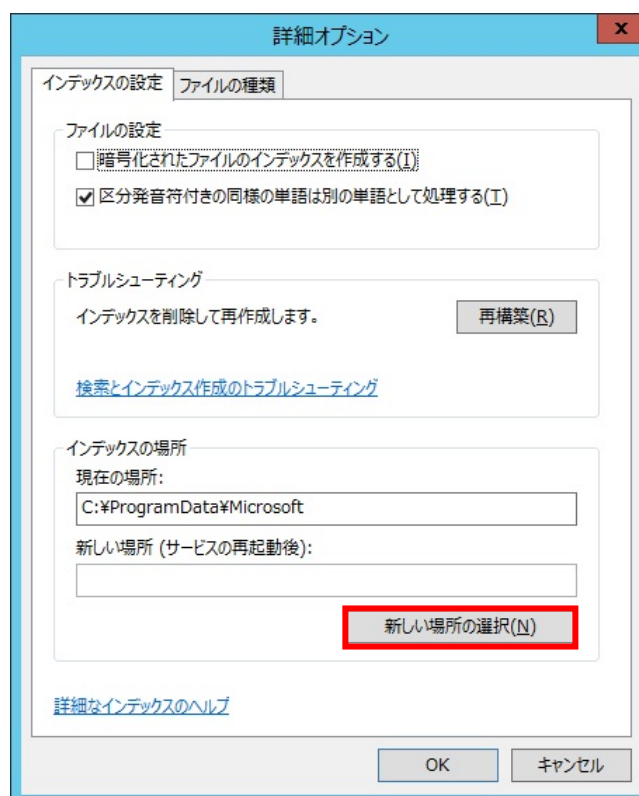 詳細オプション
x
インデックスの設定 ファイルの種類
ファイルの設定
暗号化されたファイルのインデックスを作成する(I)
区分発音符付きの同様の単語は別の単語として処理する(T)
トラブルシューティング
インデックスを削除して再作成します。 再構築(R)
検索とインデックス作成のトラブルシューティング
インデックスの場所
現在の場所:
C:¥ProgramData¥Microsoft
新しい場所 (サービスの再起動後):
新しい場所の選択(N)
詳細なインデックスのヘルプ
OK キャンセル